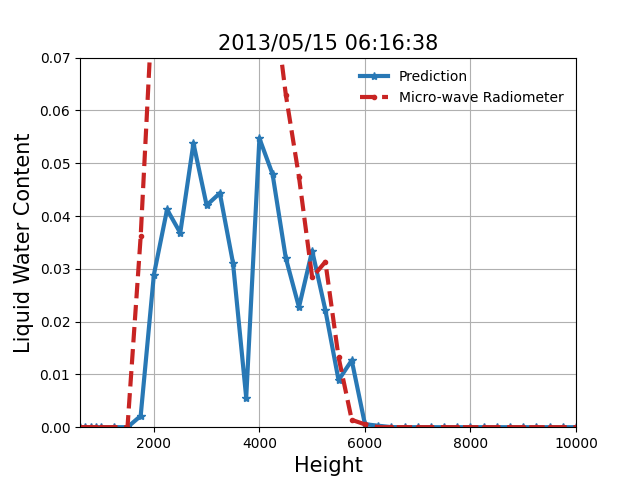 2013/05/15 06:16:38
Prediction
Micro-wave Radiometer
Liquid Water Content
0.07
0.06
0.05
0.04
0.03
0.02
0.01
0.00
2000 4000 6000 8000 10000
Height